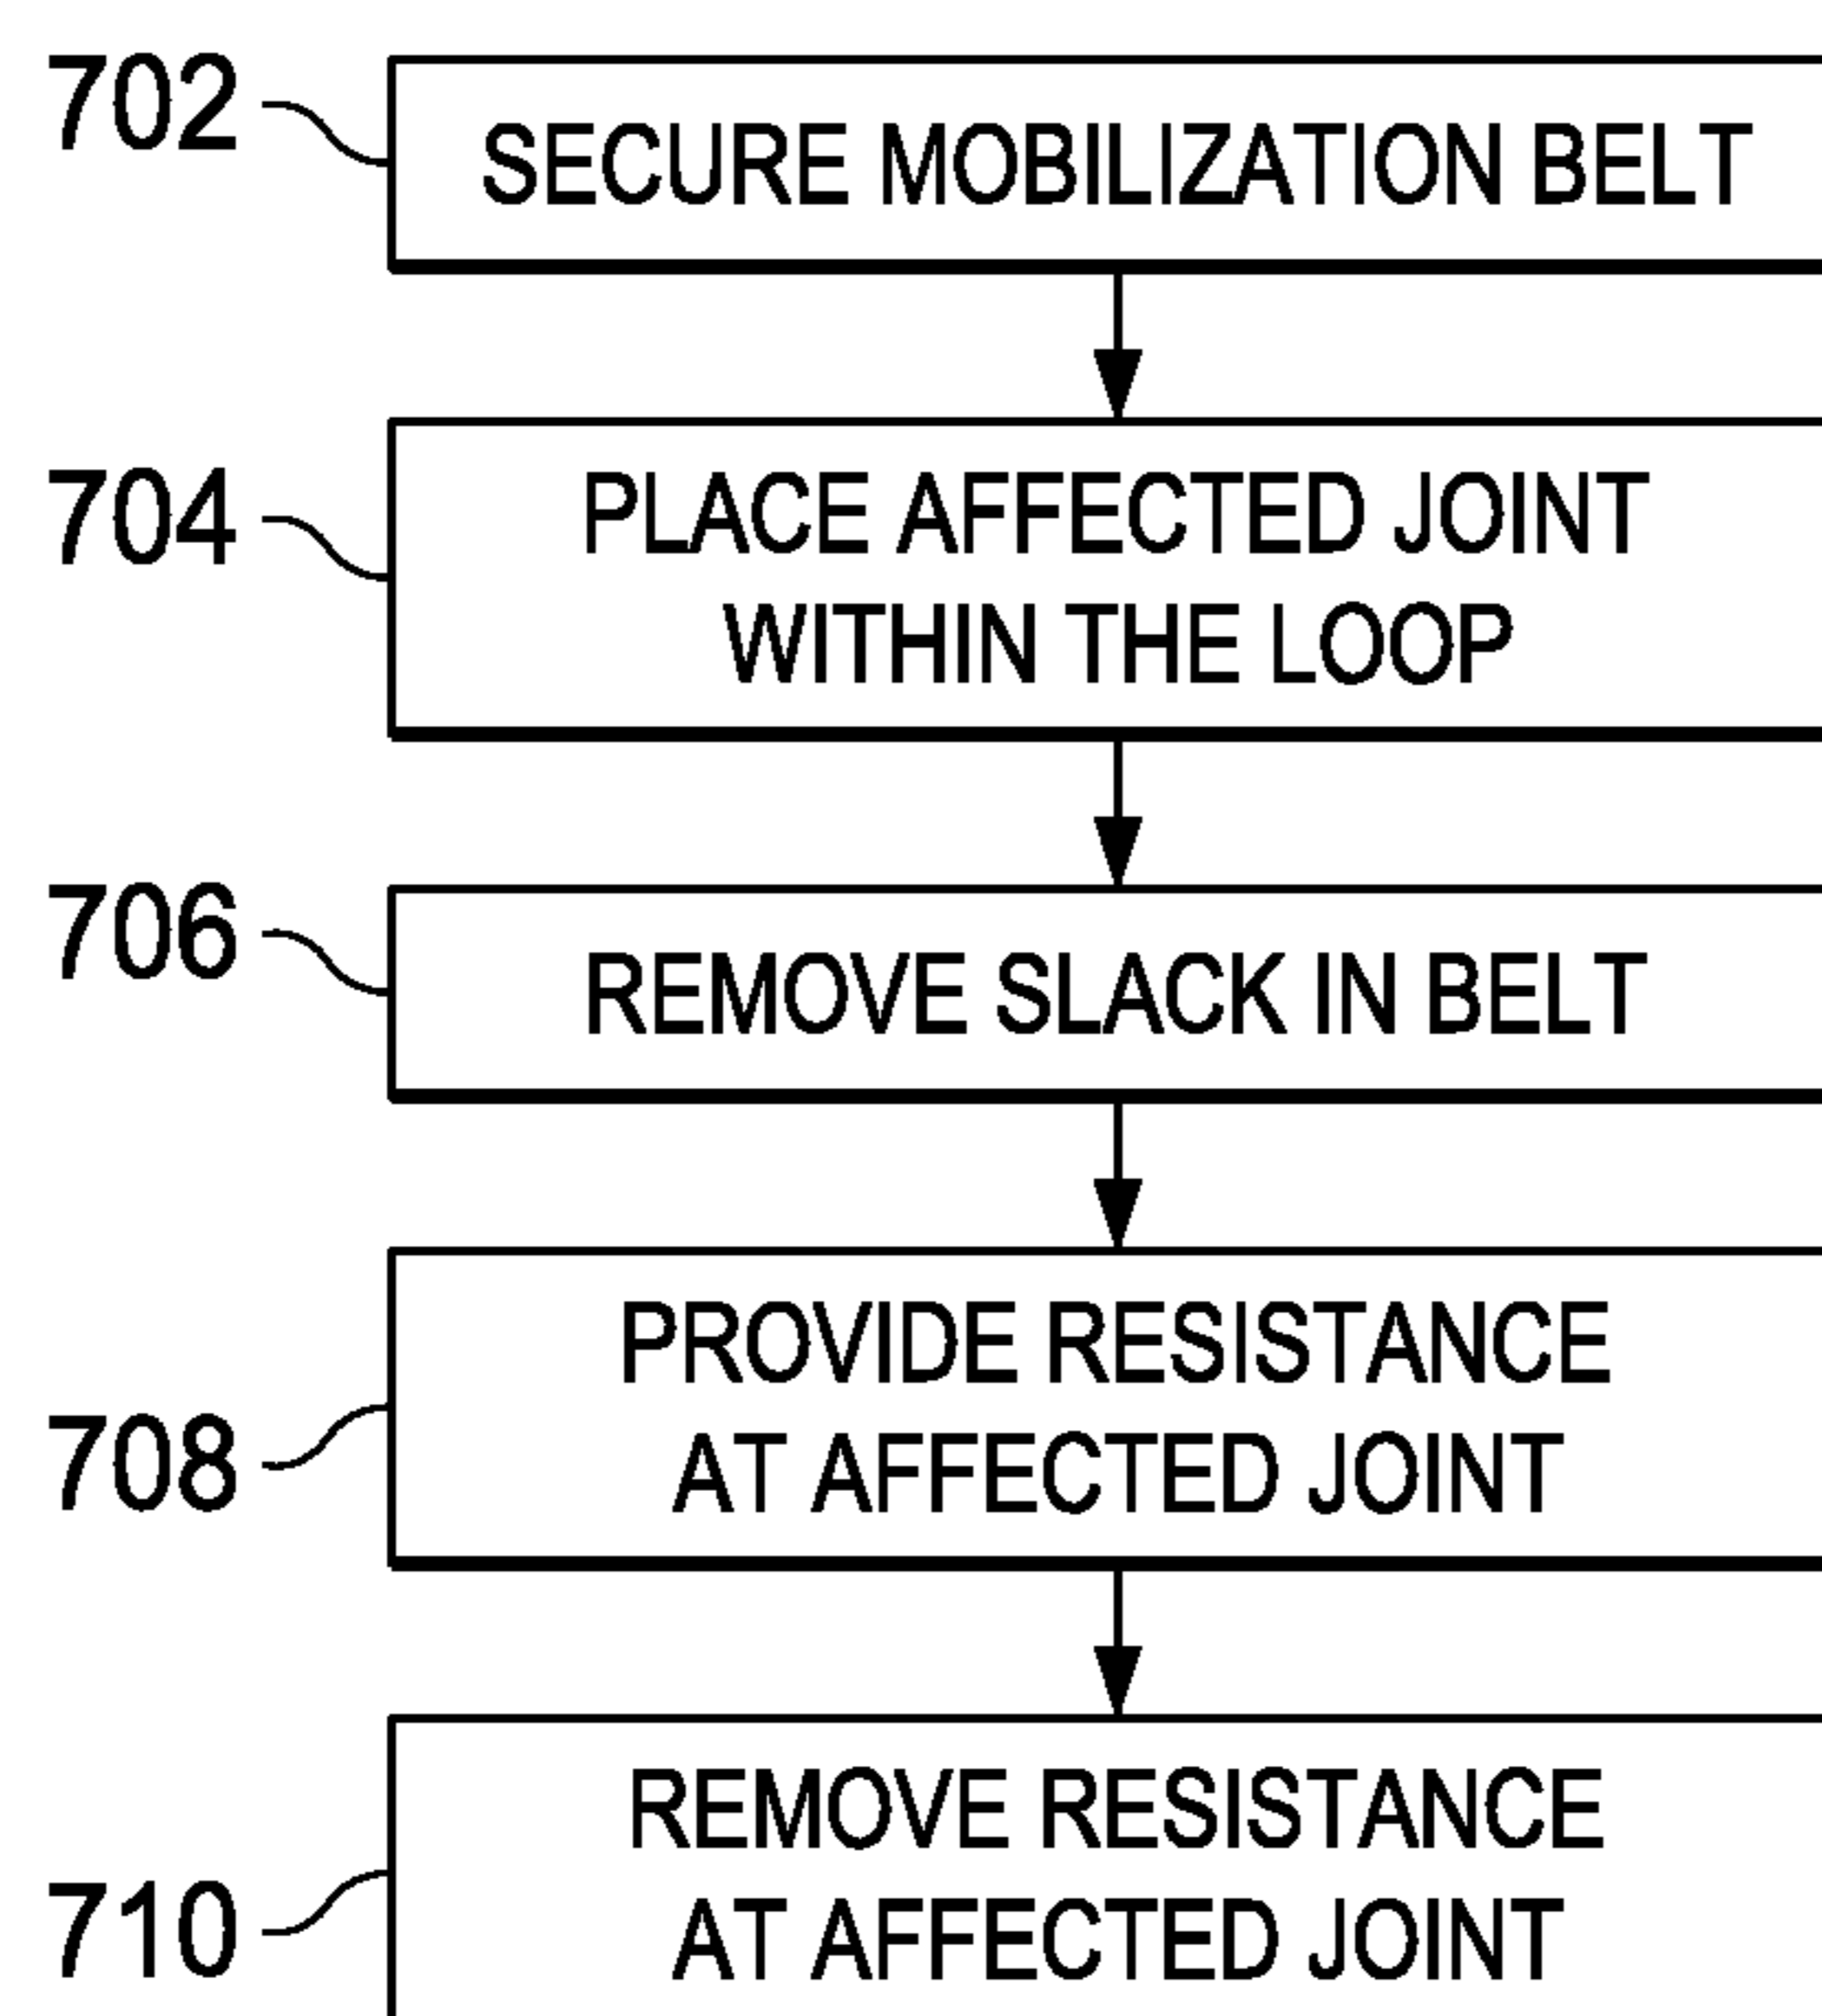 702
SECURE MOBILIZATION BELT
704
PLACE AFFECTED JOINT
WITHIN THE LOOP
706
REMOVE SLACK IN BELT
708
PROVIDE RESISTANCE
AT AFFECTED JOINT
710
REMOVE RESISTANCE
AT AFFECTED JOINT